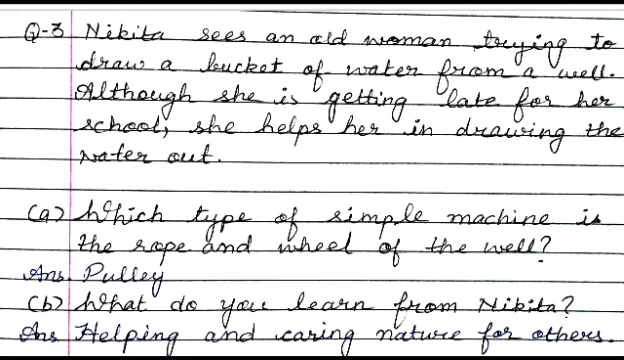 Q-3 Nikita sees an old woman trying to
draw a bucket of water from a well.
Although she is getting late for her
school, she helps her in drawing the
water out.
(a) Which type of simple machine is
the rope and wheel of the well?
Ans. Pulley
(b) What do you learn from Nikita?
Ans Helping and caring nature for others.